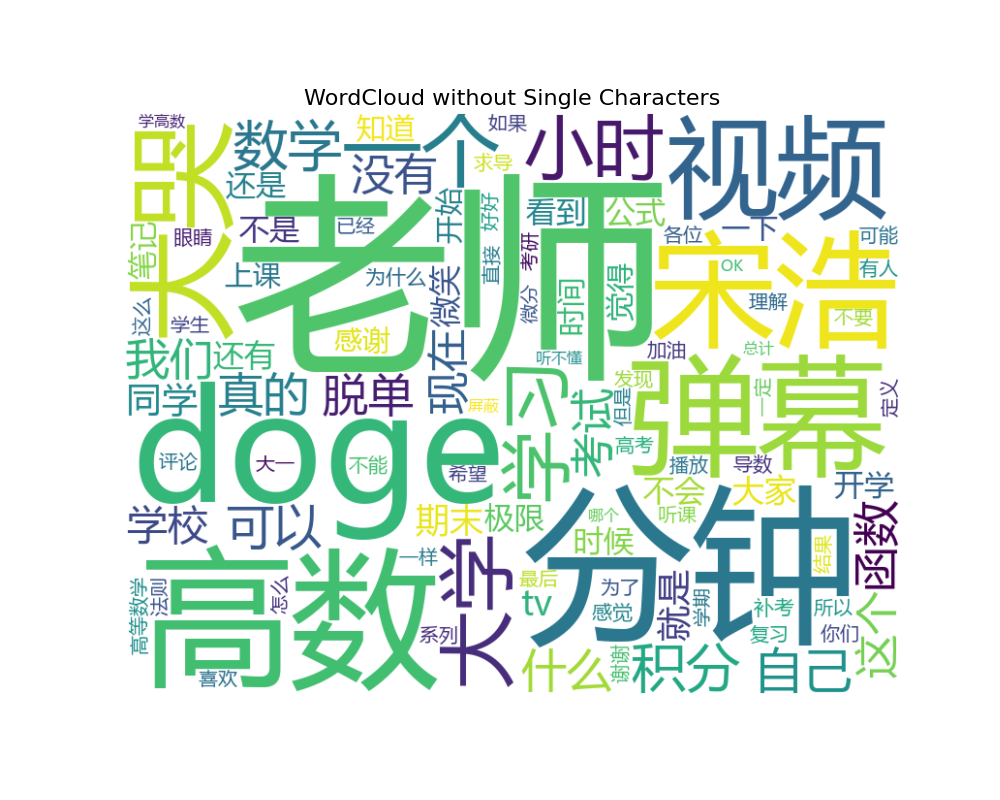 WordCloud without Single Characters
学高数
大哭
数学
一个
知道
如果
小时
视频
没有
求导
还是
笔记
眼睛
不是
已经
开始
好好
看到
公式
各位
一下
可能
老师
宋浩
上课
为什么
微笑
直接
考研
微分
时间
觉得
OK
理解
有人
不要
这么
学生
感谢
现在
听不懂
加油
总计
我们
还有
同学
真的
脱单
屏蔽
学习
考试
但是
发现
弹幕
一定
定义
doge
评论
大一
不能
希望
高考
播放
导数
不会
大家
开学
学校
可以
期末
极限
哪个
听课
时候
分钟
结果
函数
高数
一样
大学
最后
tv
为了
感觉
就是
学期
补考
所以
复习
你们
这个
高等数学
法则
怎么
喜欢
系列
什么
谢谢
积分
自己